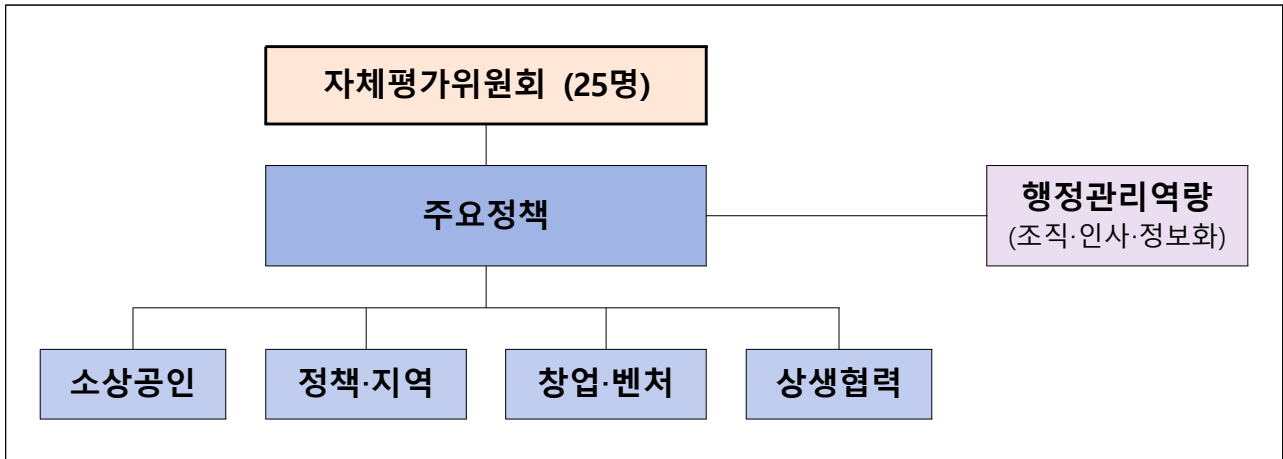 자체평가위원회 (25명)
주요정책
행정관리역량
(조직·인사·정보화)
소상공인
정책·지역
창업·벤처
상생협력